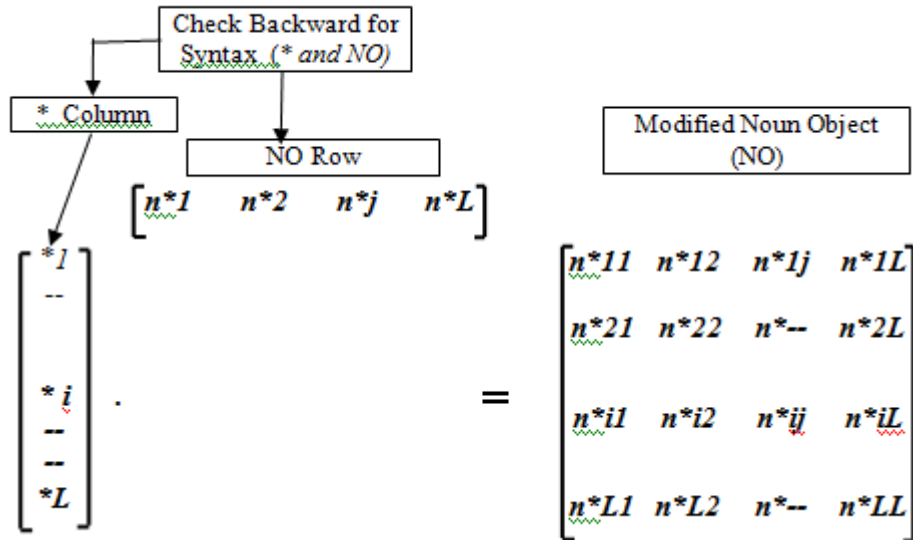 Check Backward for
Syntax (* and NO)
* Column
NO Row
Modified Noun Object
(NO)
n*1 n*2 n*j n*L
*1
--
* i
--
--
*L
.
=
n*11 n*12 n*1j n*1L
n*21 n*22 n*-- n*2L
n*i1 n*i2 n*ij n*iL
n*L1 n*L2 n*-- n*LL